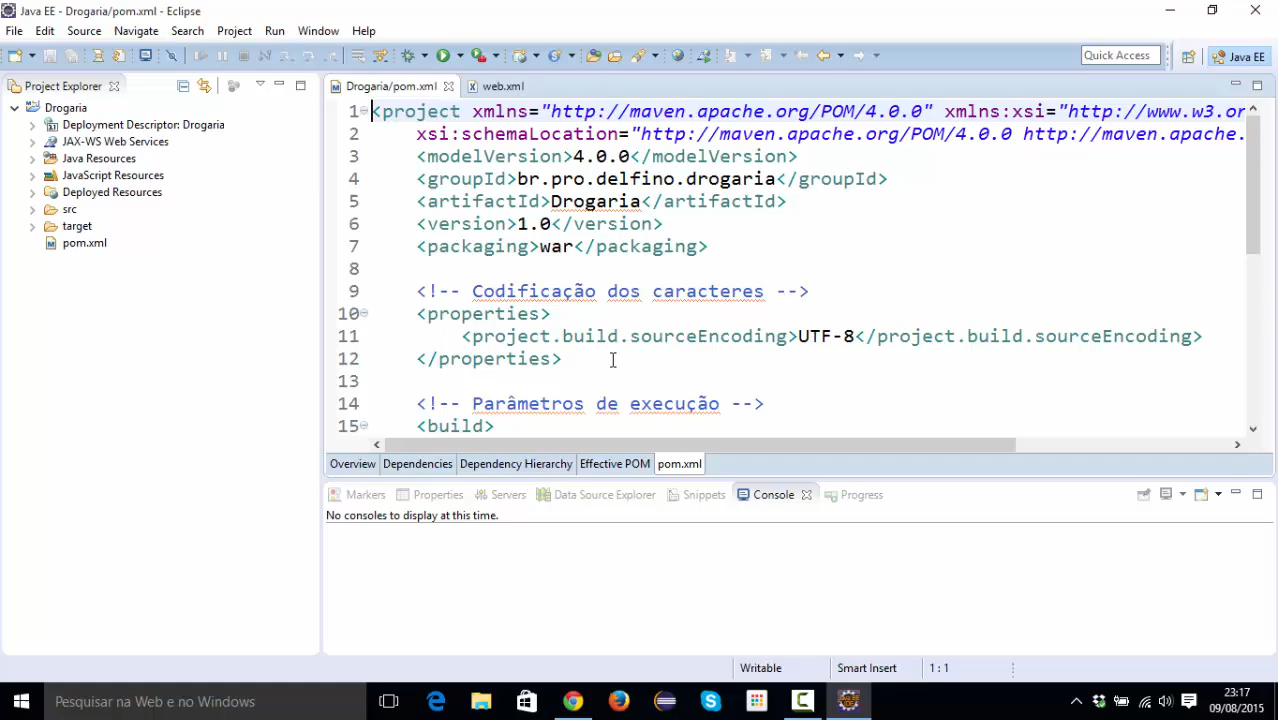 Java EE - Drogaria/pom.xml - Eclipse
File Edit Source Navigate Search Project Run Window Help
Quick Access
Java EE
Project Explorer
Drogaria
Deployment Descriptor: Drogaria
JAX-WS Web Services
Java Resources
JavaScript Resources
Deployed Resources
src
target
pom.xml
Drogaria/pom.xml
web.xml
1 <project xmlns="http://maven.apache.org/POM/4.0.0" xmlns:xsi="http://www.w3.or
2 xsi:schemaLocation="http://maven.apache.org/POM/4.0.0 http://maven.apache.
3 <modelVersion>4.0.0</modelVersion>
4 <groupId>br.pro.delfino.drogaria</groupId>
5 <artifactId>Drogaria</artifactId>
6 <version>1.0</version>
7 <packaging>war</packaging>
8
9 <!-- Codificação dos caracteres -->
10 <properties>
11 <project.build.sourceEncoding>UTF-8</project.build.sourceEncoding>
12 </properties>
13
14 <!-- Parâmetros de execução -->
15 <build>
Overview Dependencies Dependency Hierarchy Effective POM pom.xml
Markers Properties Servers Data Source Explorer Snippets Console Progress
No consoles to display at this time.
Writable Smart Insert 1 : 1
Pesquisar na Web e no Windows
23:17
09/08/2015